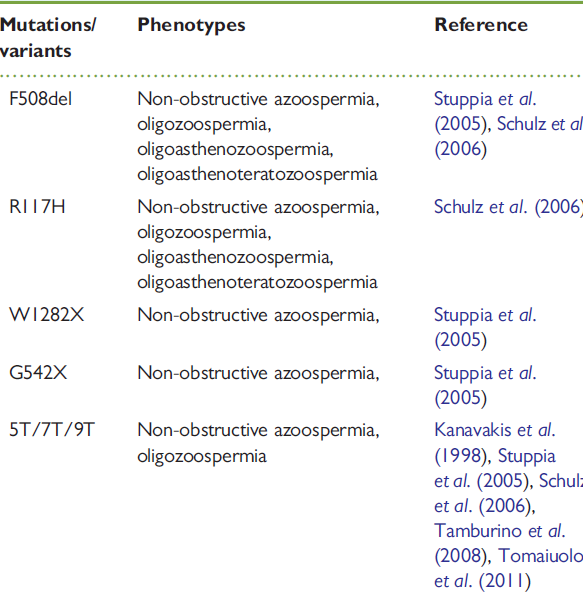 Mutations/ Phenotypes Reference
variants
F508del Non-obstructive azoospermia, Stuppia et al.
oligozoospermia, (2005), Schulz et al
oligoasthenozoospermia, (2006)
oligoasthenoteratozoospermia
R117H Non-obstructive azoospermia, Schulz et al. (2006)
oligozoospermia,
oligoasthenozoospermia,
oligoasthenoteratozoospermia
W1282X Non-obstructive azoospermia, Stuppia et al.
(2005)
G542X Non-obstructive azoospermia, Stuppia et al.
(2005)
5T/7T/9T Non-obstructive azoospermia, Kanavakis et al.
oligozoospermia (1998), Stuppia
et al. (2005), Schulz
et al. (2006),
Tamburino et al.
(2008), Tomaiuolo
et al. (2011)